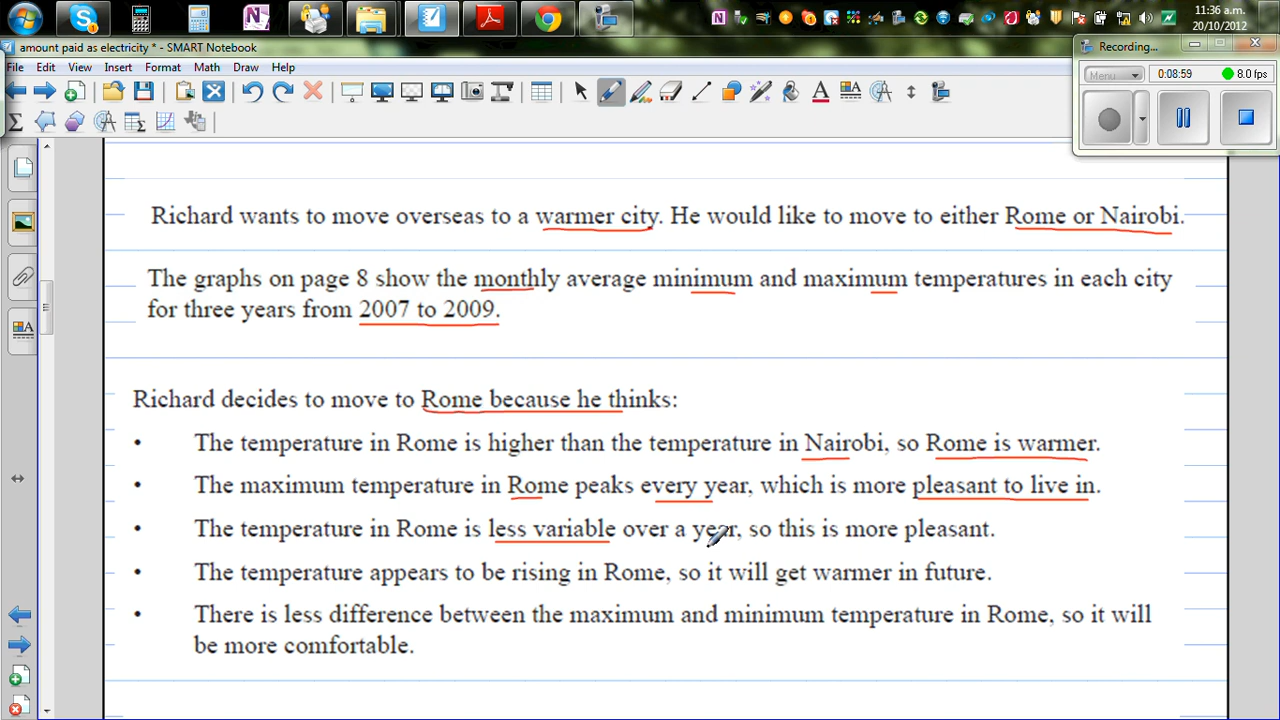 11:36 a.m.
20/10/2012
amount paid as electricity * - SMART Notebook
Recording...
File Edit View Insert Format Math Draw Help
Menu 0:08:59 8.0 fps
Richard wants to move overseas to a warmer city. He would like to move to either Rome or Nairobi.
The graphs on page 8 show the monthly average minimum and maximum temperatures in each city
for three years from 2007 to 2009.
Richard decides to move to Rome because he thinks:
• The temperature in Rome is higher than the temperature in Nairobi, so Rome is warmer.
• The maximum temperature in Rome peaks every year, which is more pleasant to live in.
• The temperature in Rome is less variable over a year, so this is more pleasant.
• The temperature appears to be rising in Rome, so it will get warmer in future.
• There is less difference between the maximum and minimum temperature in Rome, so it will
be more comfortable.